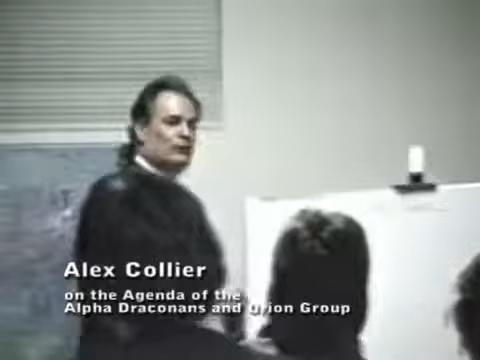 Alex Collier
on the Agenda of the
Alpha Draconans and Orion Group